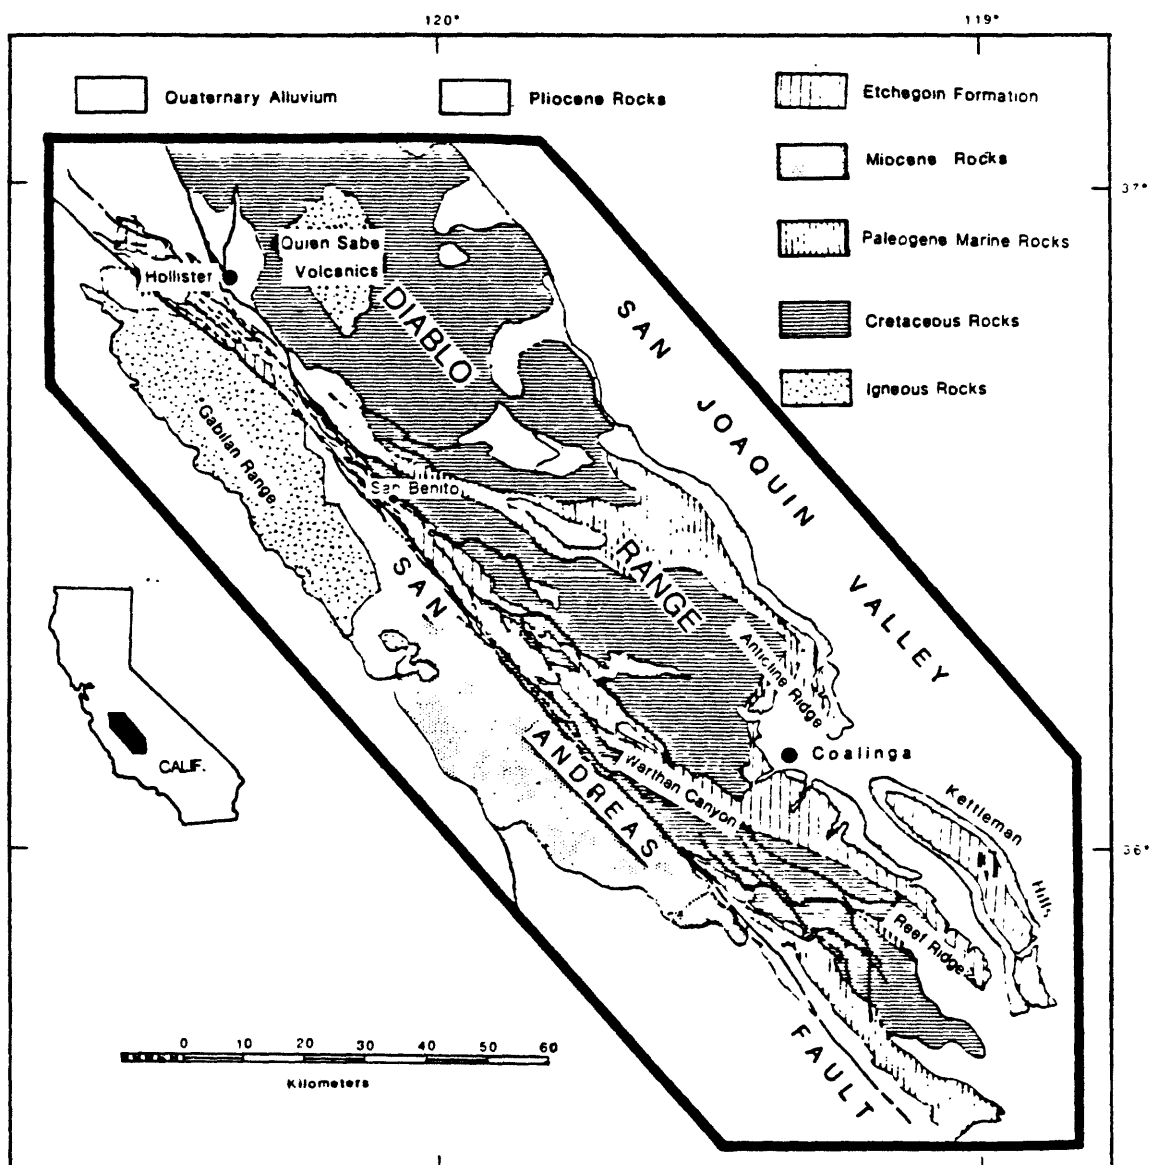 120° 119°
Quaternary Alluvium
Pliocene Rocks
Etchegoin Formation
Miocene Rocks
37°
Paleogene Marine Rocks
Cretaceous Rocks
Igneous Rocks
Quien Sabe
Volcanics
Hollister
DIABLO
RANGE
SAN
JOAQUIN
VALLEY
Gabilan Range
San Benito
SAN
ANDREAS
FAULT
Anticline Ridge
Coalinga
Warthan Canyon
Kettleman
Hills
36°
Reef Ridge
CALIF.
0 10 20 30 40 50 60
Kilometers